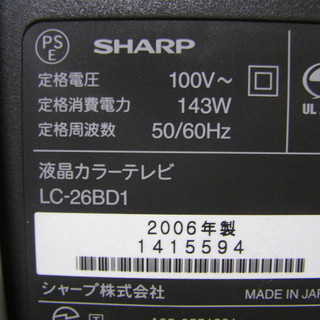 PS
E
SHARP
定格電圧 100V～
定格消費電力 143W
定格周波数 50/60Hz
UL
液晶カラーテレビ
LC-26BD1
2006年製
1415594
シャープ株式会社 MADE IN JAP